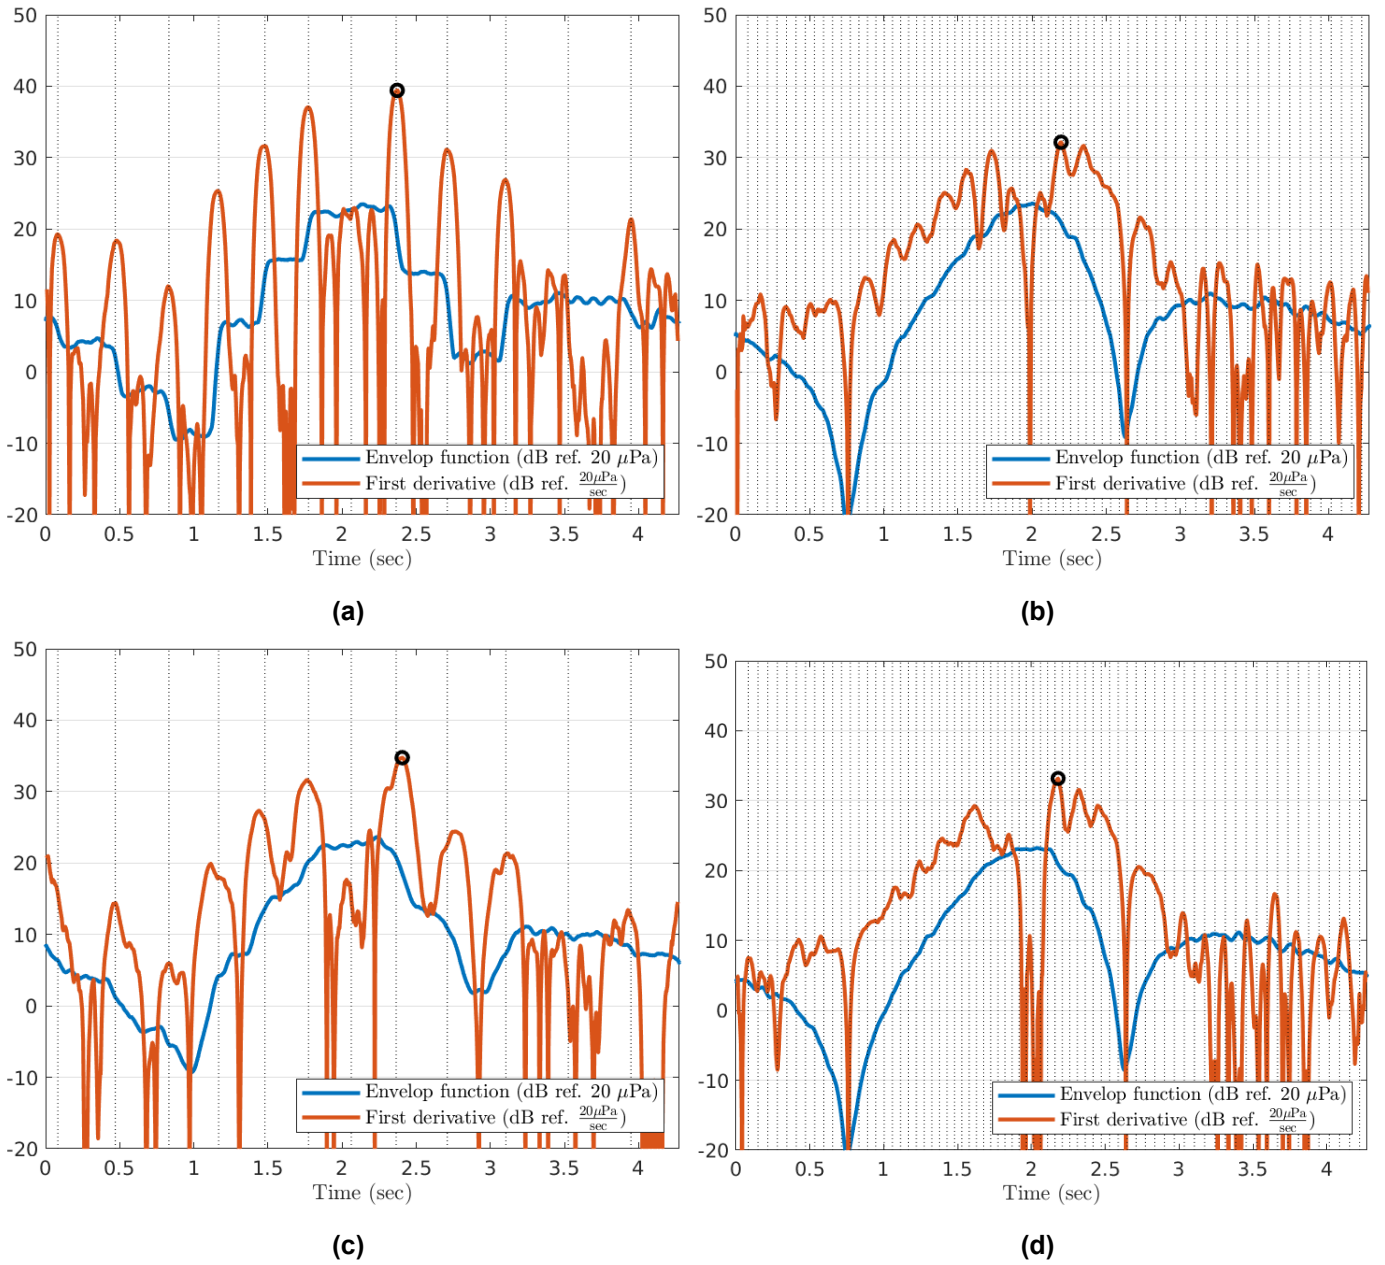 50
40
30
20
10
0
-10
-20
0 0.5 1 1.5 2 2.5 3 3.5 4
Time (sec)
Envelop function (dB ref. 20 μPa)
First derivative (dB ref. 20μPa/sec)
(a)
50
40
30
20
10
0
-10
-20
0 0.5 1 1.5 2 2.5 3 3.5 4
Time (sec)
Envelop function (dB ref. 20 μPa)
First derivative (dB ref. 20μPa/sec)
(b)
50
40
30
20
10
0
-10
-20
0 0.5 1 1.5 2 2.5 3 3.5 4
Time (sec)
Envelop function (dB ref. 20 μPa)
First derivative (dB ref. 20μPa/sec)
(c)
50
40
30
20
10
0
-10
-20
0 0.5 1 1.5 2 2.5 3 3.5 4
Time (sec)
Envelop function (dB ref. 20 μPa)
First derivative (dB ref. 20μPa/sec)
(d)